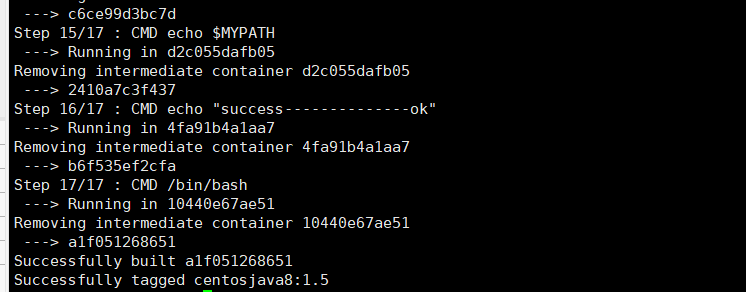 ---> c6ce99d3bc7d
Step 15/17 : CMD echo $MYPATH
---> Running in d2c055dafb05
Removing intermediate container d2c055dafb05
---> 2410a7c3f437
Step 16/17 : CMD echo "success--------------ok"
---> Running in 4fa91b4a1aa7
Removing intermediate container 4fa91b4a1aa7
---> b6f535ef2cfa
Step 17/17 : CMD /bin/bash
---> Running in 10440e67ae51
Removing intermediate container 10440e67ae51
---> a1f051268651
Successfully built a1f051268651
Successfully tagged centosjava8:1.5